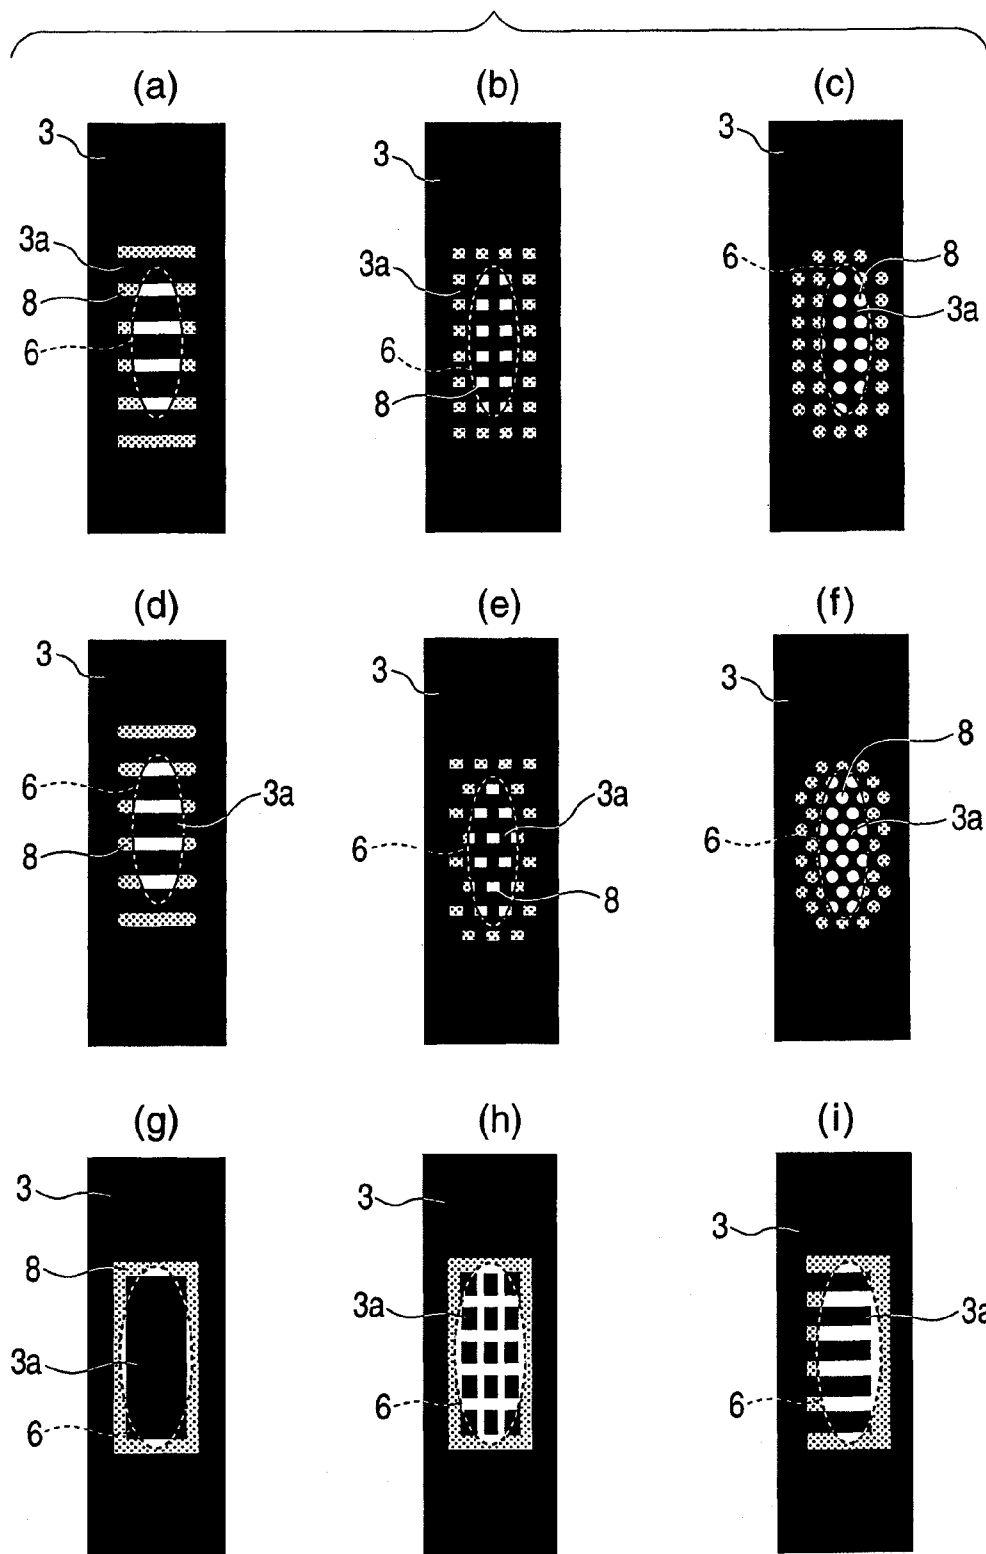 (a) (b) (c)
3 3 3
3a 3a 6 8
8 6 3a
6 8
(d) (e) (f)
3 3 3
6 3a 3a 8
8 6 8 6 3a
(g) (h) (i)
3 3 3
8 3a 3a
3a 6 6
6